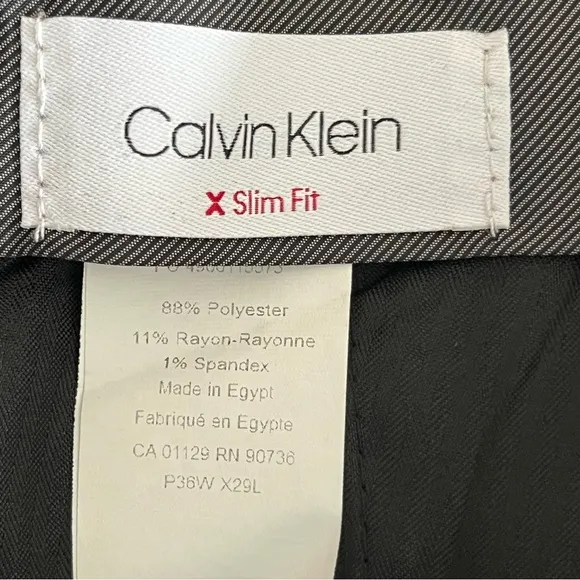 Calvin Klein
X Slim Fit
88% Polyester
11% Rayon-Rayonne
1% Spandex
Made in Egypt
Fabriqué en Egypte
CA 01129 RN 90736
P36W X29L